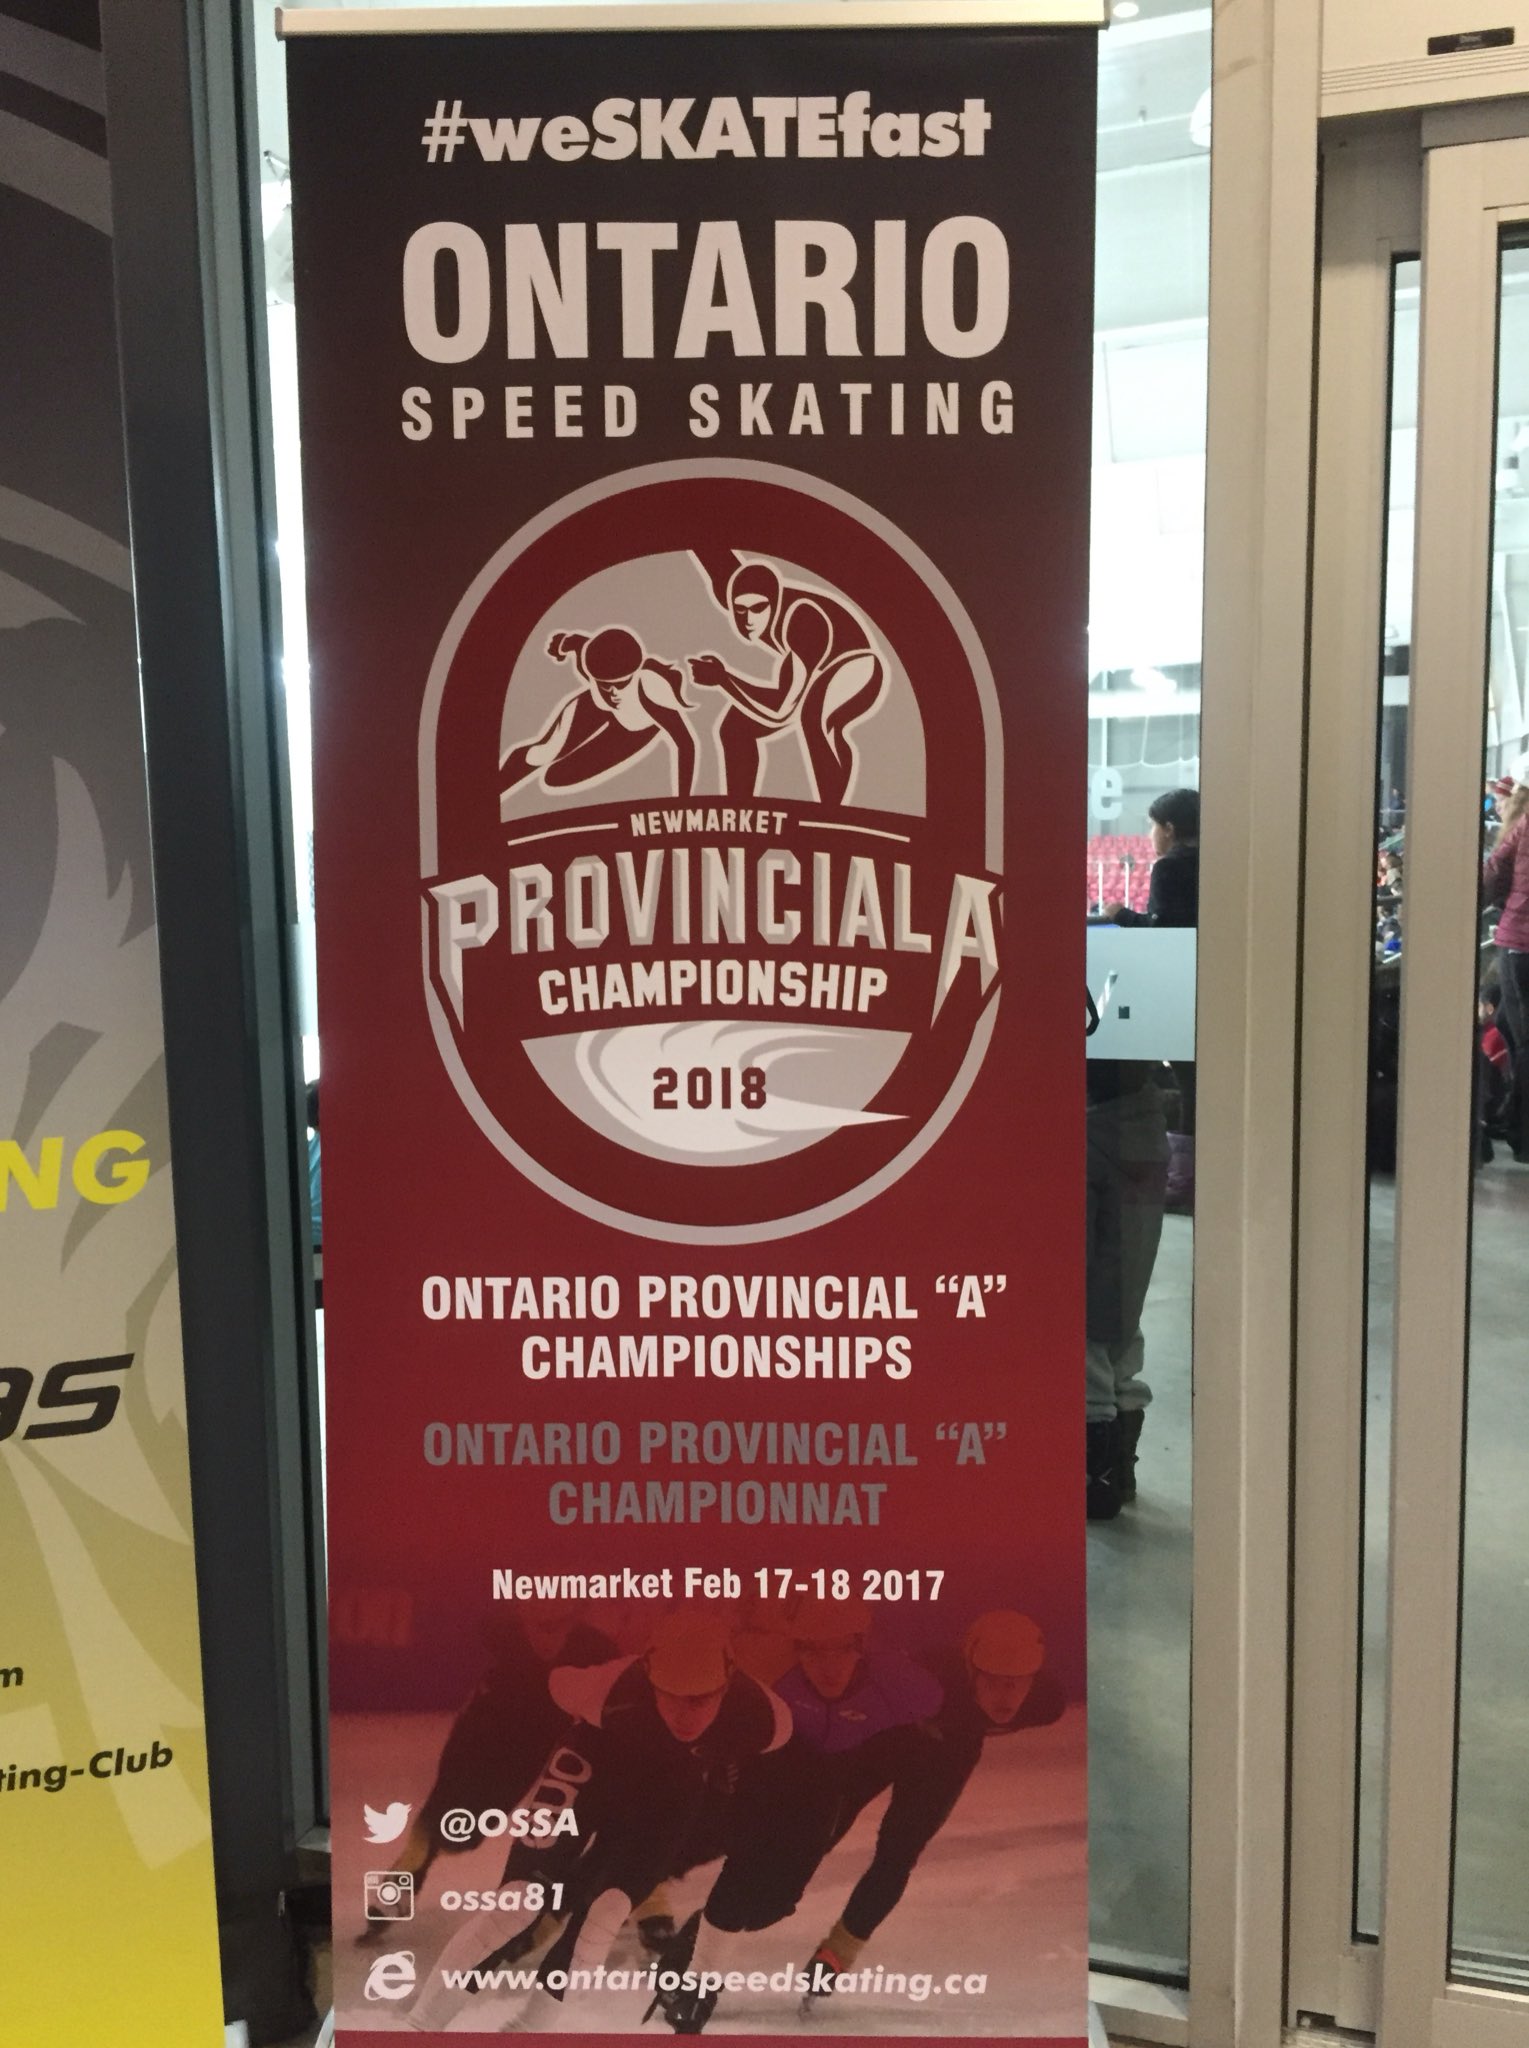 #weSKATEfast
ONTARIO
SPEED SKATING
NEWMARKET
PROVINCIAL A
CHAMPIONSHIP
2018
ONTARIO PROVINCIAL “A”
CHAMPIONSHIPS
ONTARIO PROVINCIAL “A”
CHAMPIONNAT
Newmarket Feb 17-18 2017
@OSSA
ossa81
www.ontariospeedskating.ca
NG
ting-Club